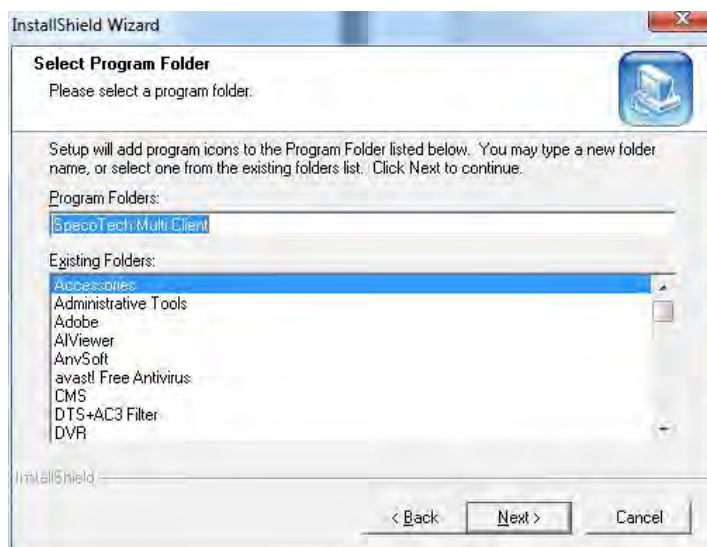 InstallShield Wizard
Select Program Folder
Please select a program folder.
Setup will add program icons to the Program Folder listed below. You may type a new folder
name, or select one from the existing folders list. Click Next to continue.
Program Folders:
SpecoTech Multi Client
Existing Folders:
Accessories
Administrative Tools
Adobe
AIViewer
AnvSoft
avast! Free Antivirus
CMS
DTS+AC3 Filter
DVR
InstallShield
< Back
Next >
Cancel